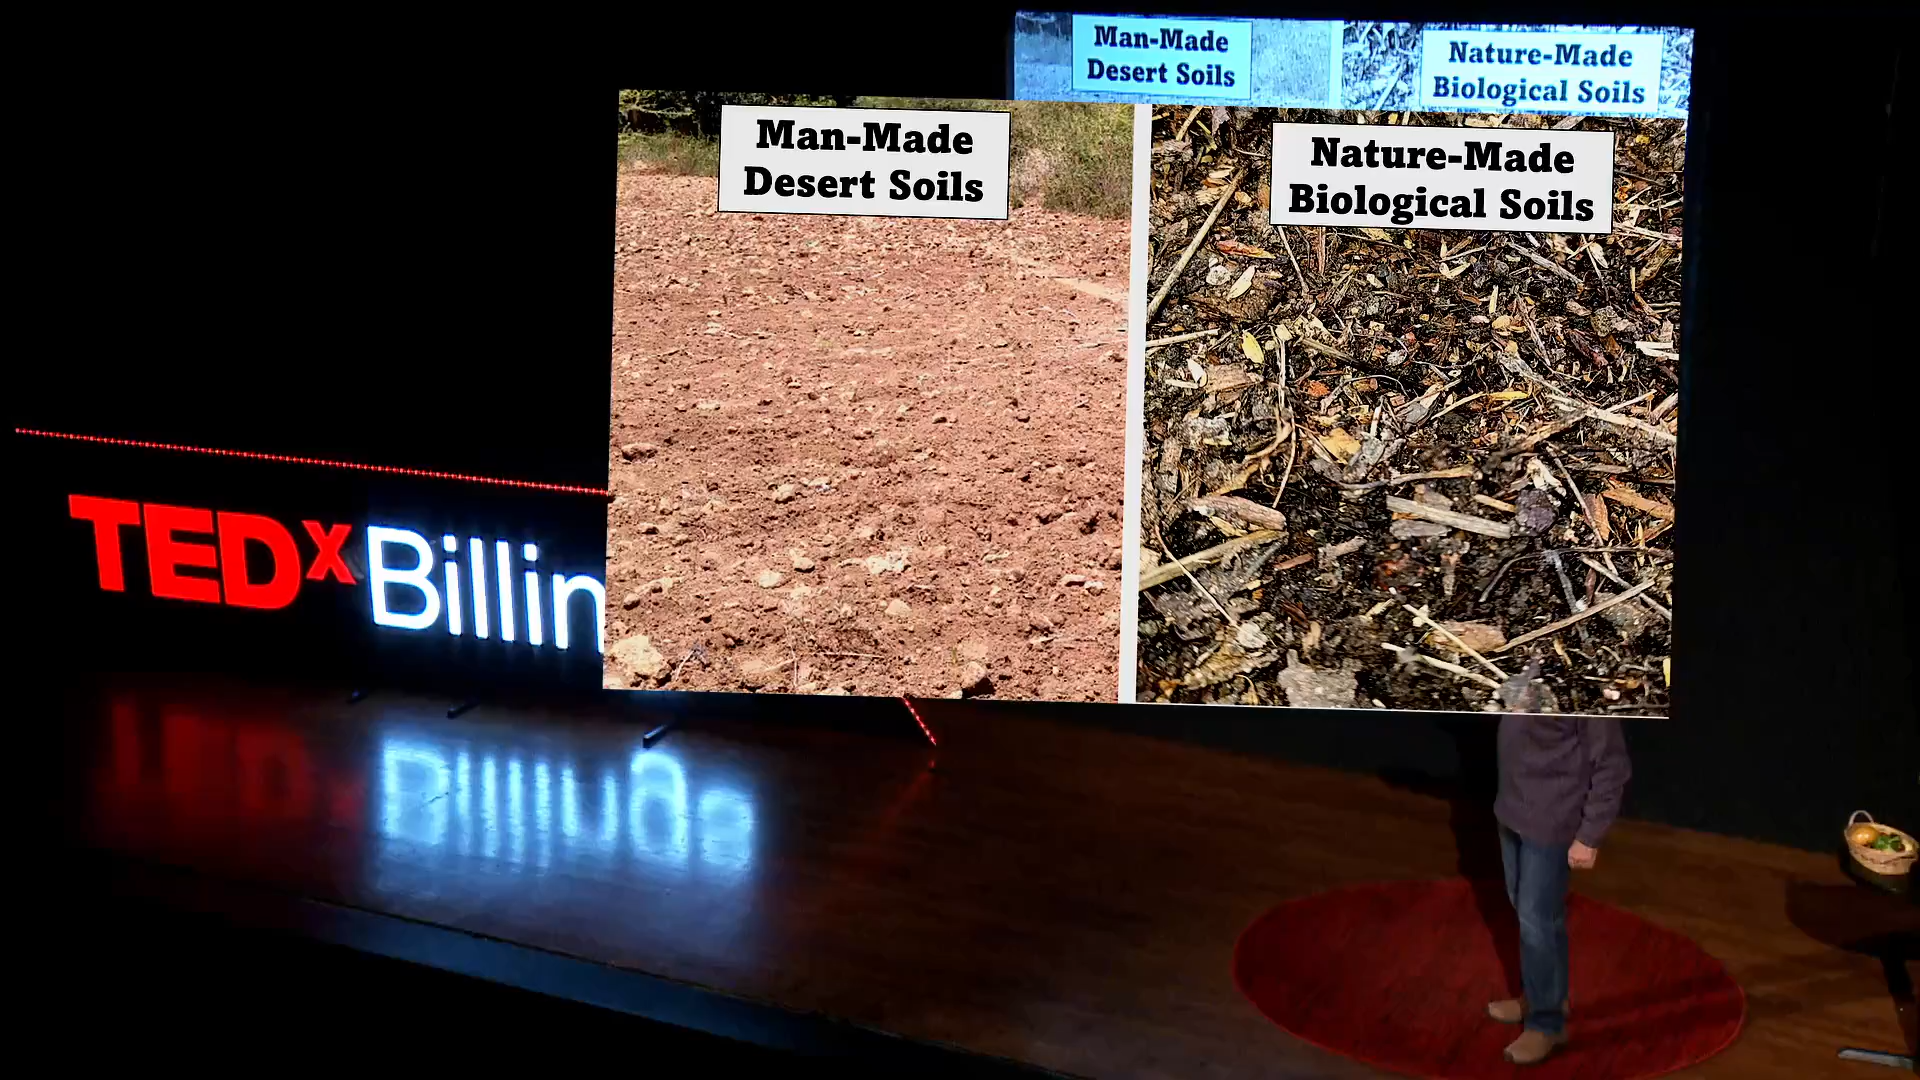 Man-Made
Desert Soils
Nature-Made
Biological Soils
Man-Made
Desert Soils
Nature-Made
Biological Soils
TEDx Billin